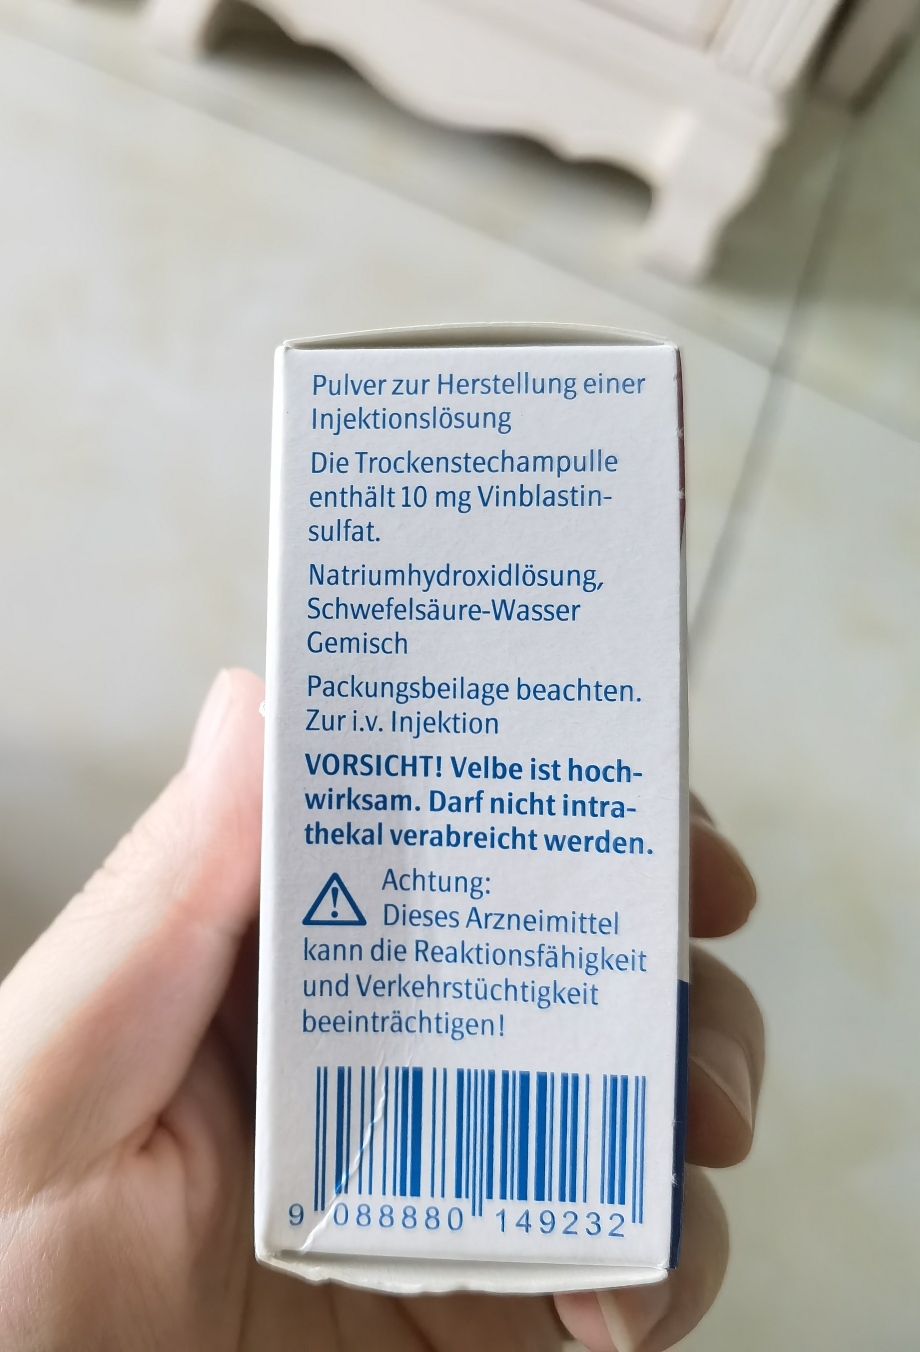 Pulver zur Herstellung einer
Injektionslösung
Die Trockenstechampulle
enthält 10 mg Vinblastin-
sulfat.
Natriumhydroxidlösung,
Schwefelsäure-Wasser
Gemisch
Packungsbeilage beachten.
Zur i.v. Injektion
VORSICHT! Velbe ist hoch-
wirksam. Darf nicht intra-
thekal verabreicht werden.
Achtung:
Dieses Arzneimittel
kann die Reaktionsfähigkeit
und Verkehrstüchtigkeit
beeinträchtigen!
9 088880 149232